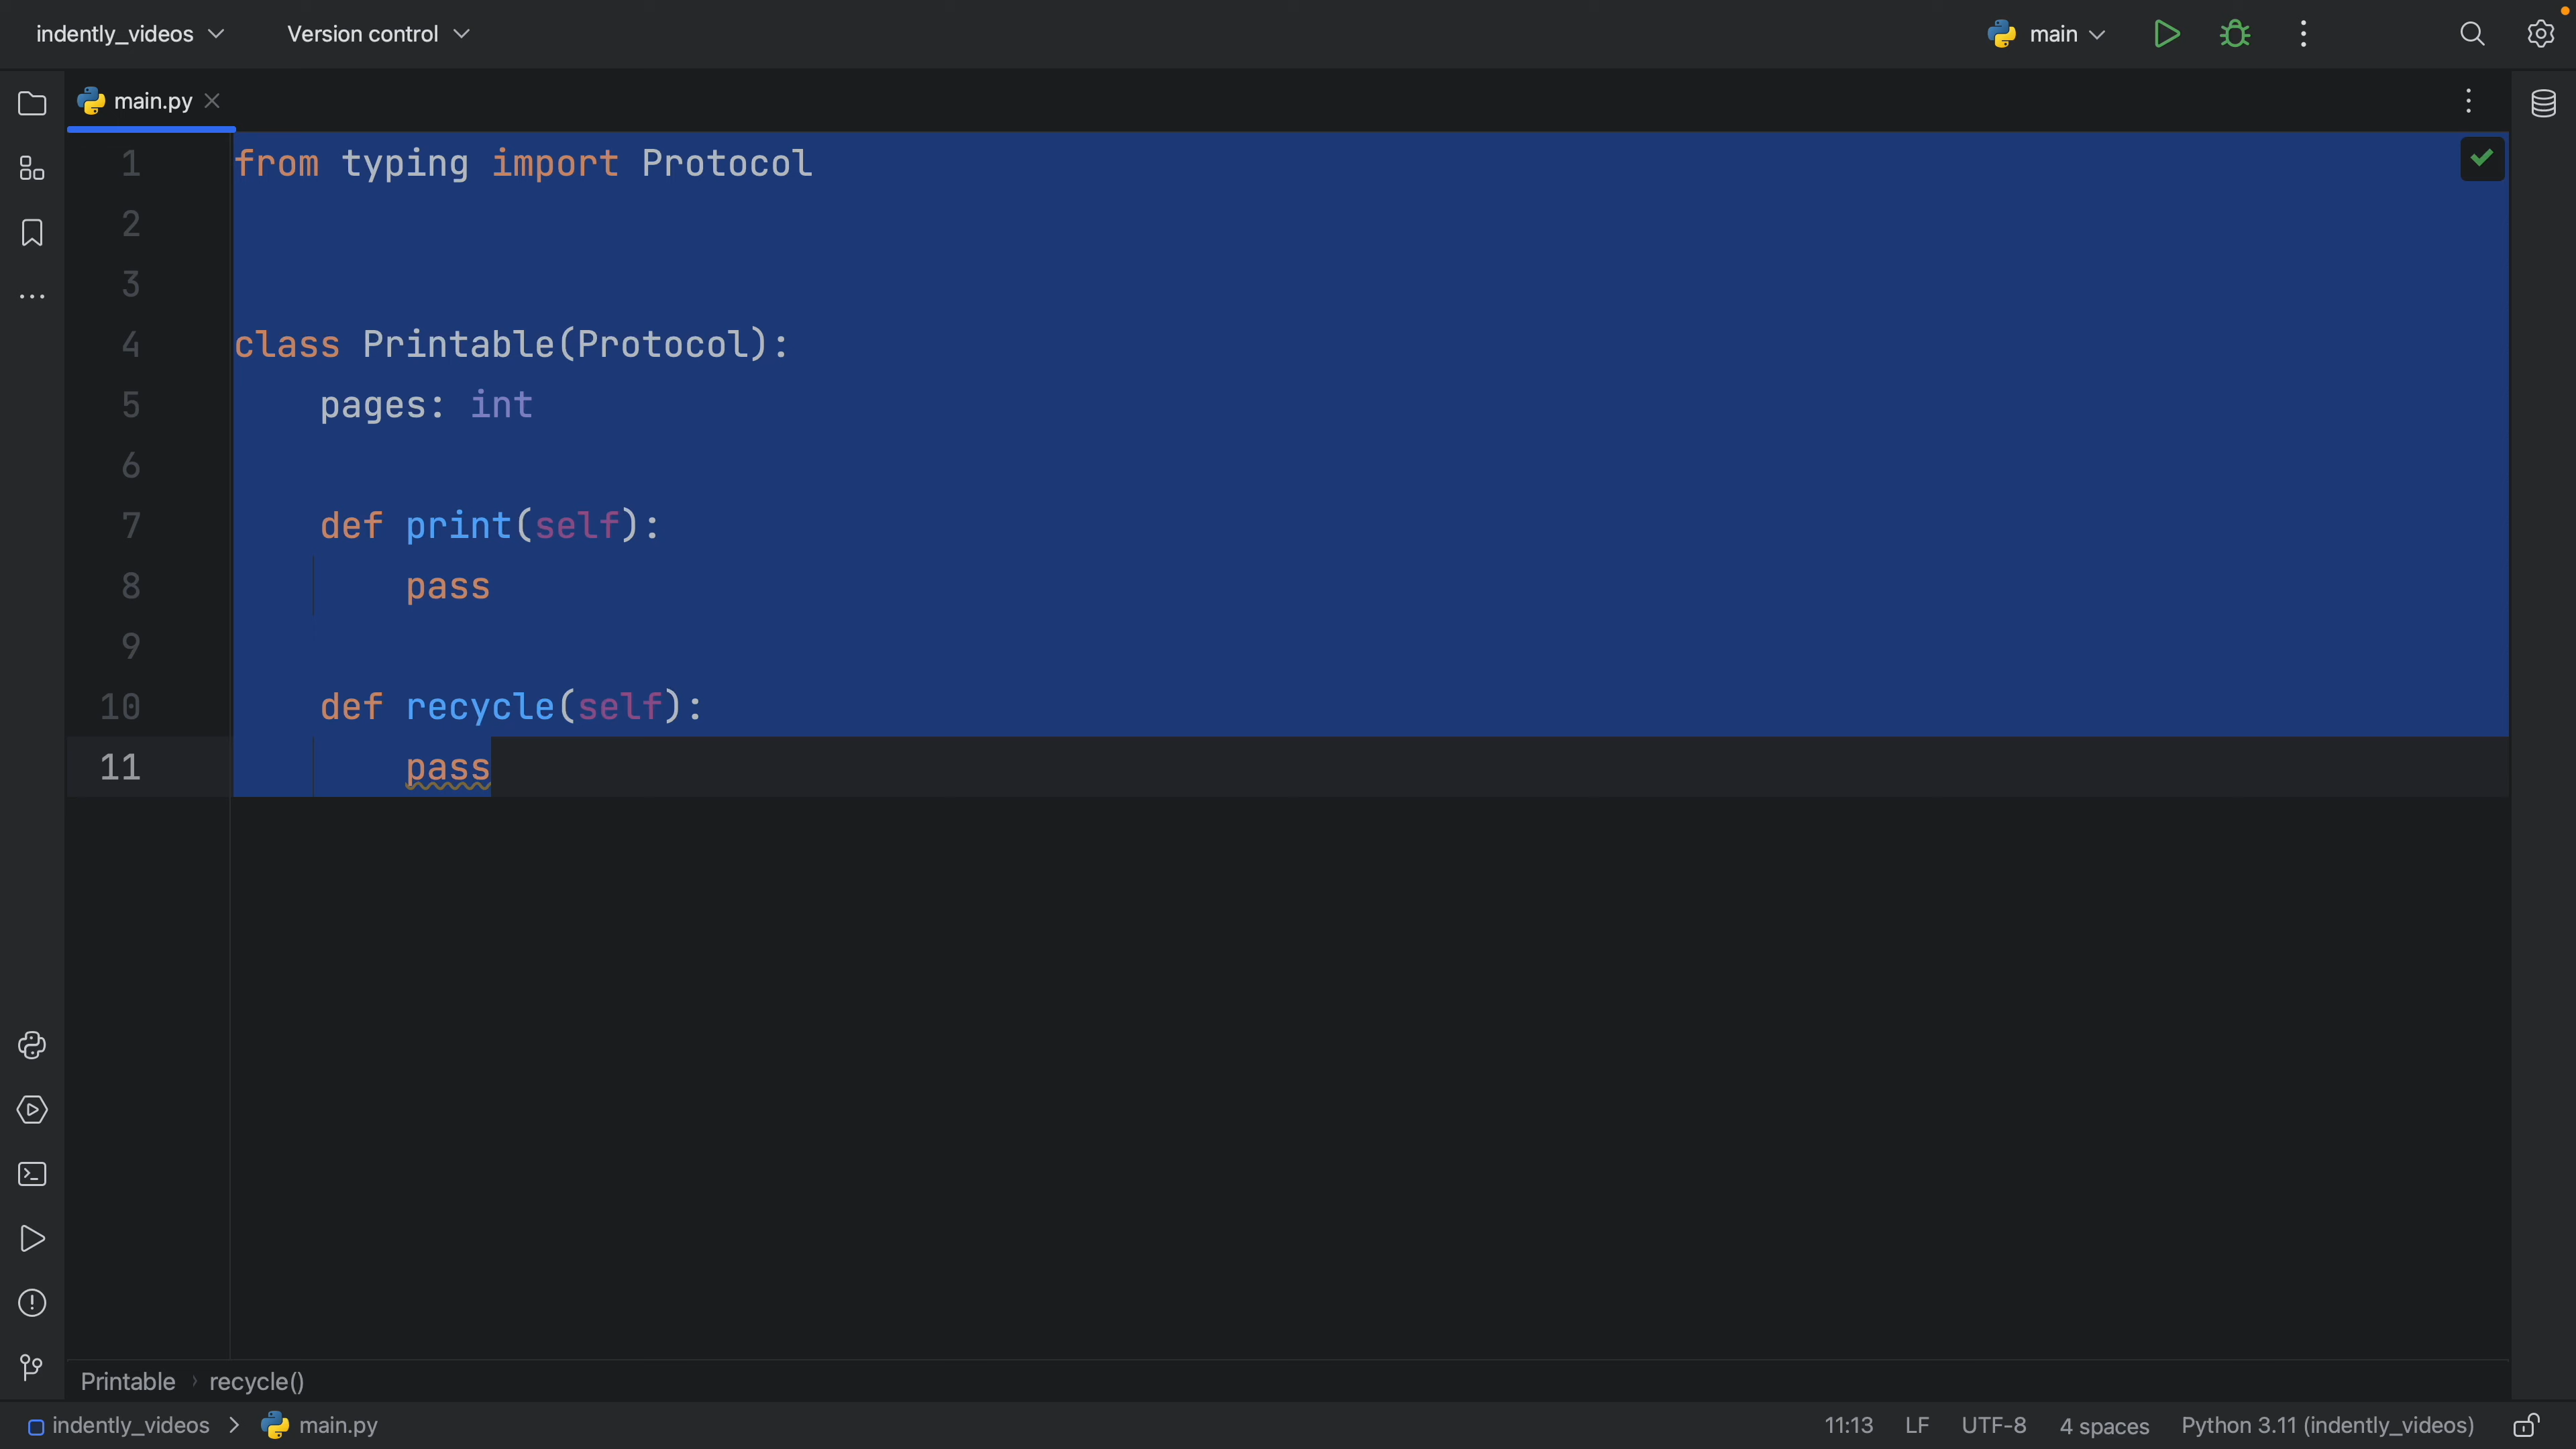 indently_videos Version control main
main.py
1 from typing import Protocol
2
3
4 class Printable(Protocol):
5     pages: int
6
7     def print(self):
8         pass
9
10     def recycle(self):
11         pass
Printable › recycle()
indently_videos > main.py 11:13 LF UTF-8 4 spaces Python 3.11 (indently_videos)